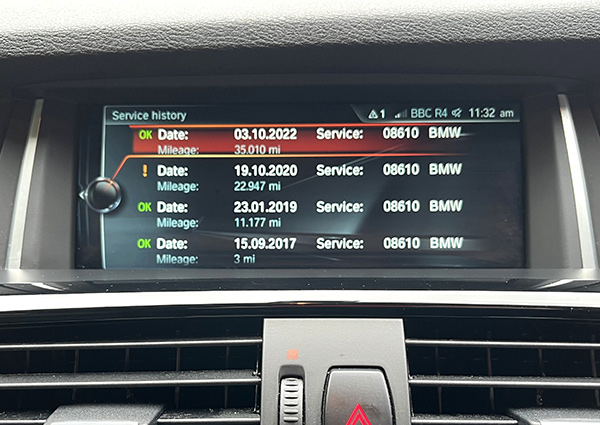 Service history ⚠ 1 BBC R4 11:32 am
OK Date: 03.10.2022 Service: 08610 BMW
Mileage: 35.010 mi
! Date: 19.10.2020 Service: 08610 BMW
Mileage: 22.947 mi
OK Date: 23.01.2019 Service: 08610 BMW
Mileage: 11.177 mi
OK Date: 15.09.2017 Service: 08610 BMW
Mileage: 3 mi